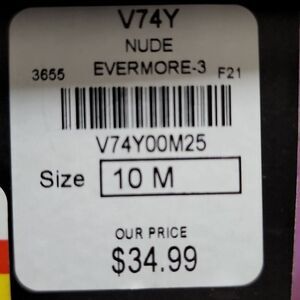 V74Y
NUDE
3655 EVERMORE-3 F21
V74Y00M25
Size 10 M
OUR PRICE
$34.99